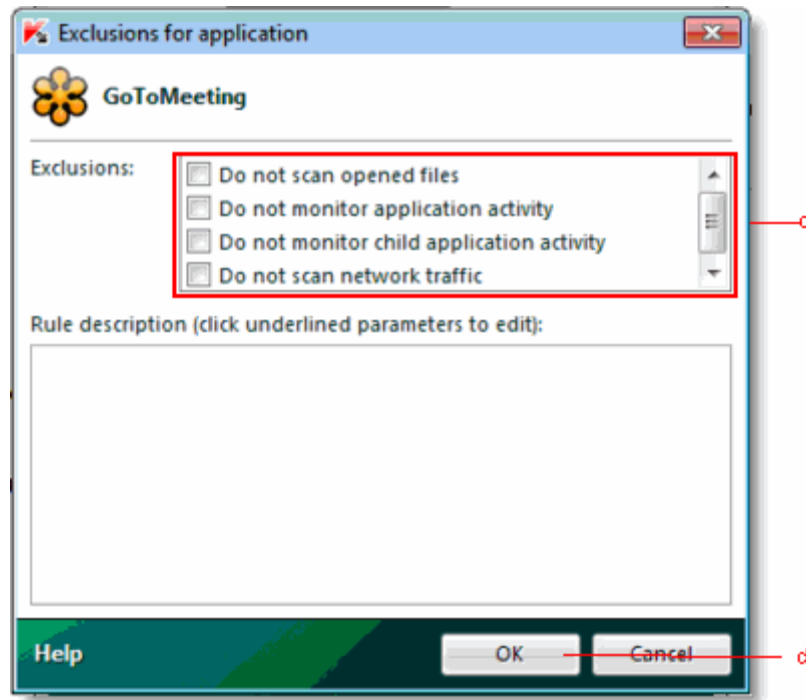 Exclusions for application
GoToMeeting
Exclusions:
Do not scan opened files
Do not monitor application activity
Do not monitor child application activity
Do not scan network traffic
c
Rule description (click underlined parameters to edit):
Help
OK
Cancel
d